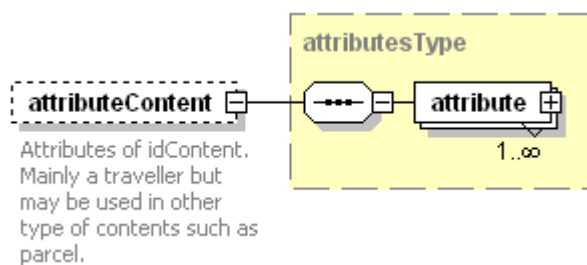 attributesType
attributeContent
attribute
1..∞
Attributes of idContent.
Mainly a traveller but
may be used in other
type of contents such as
parcel.